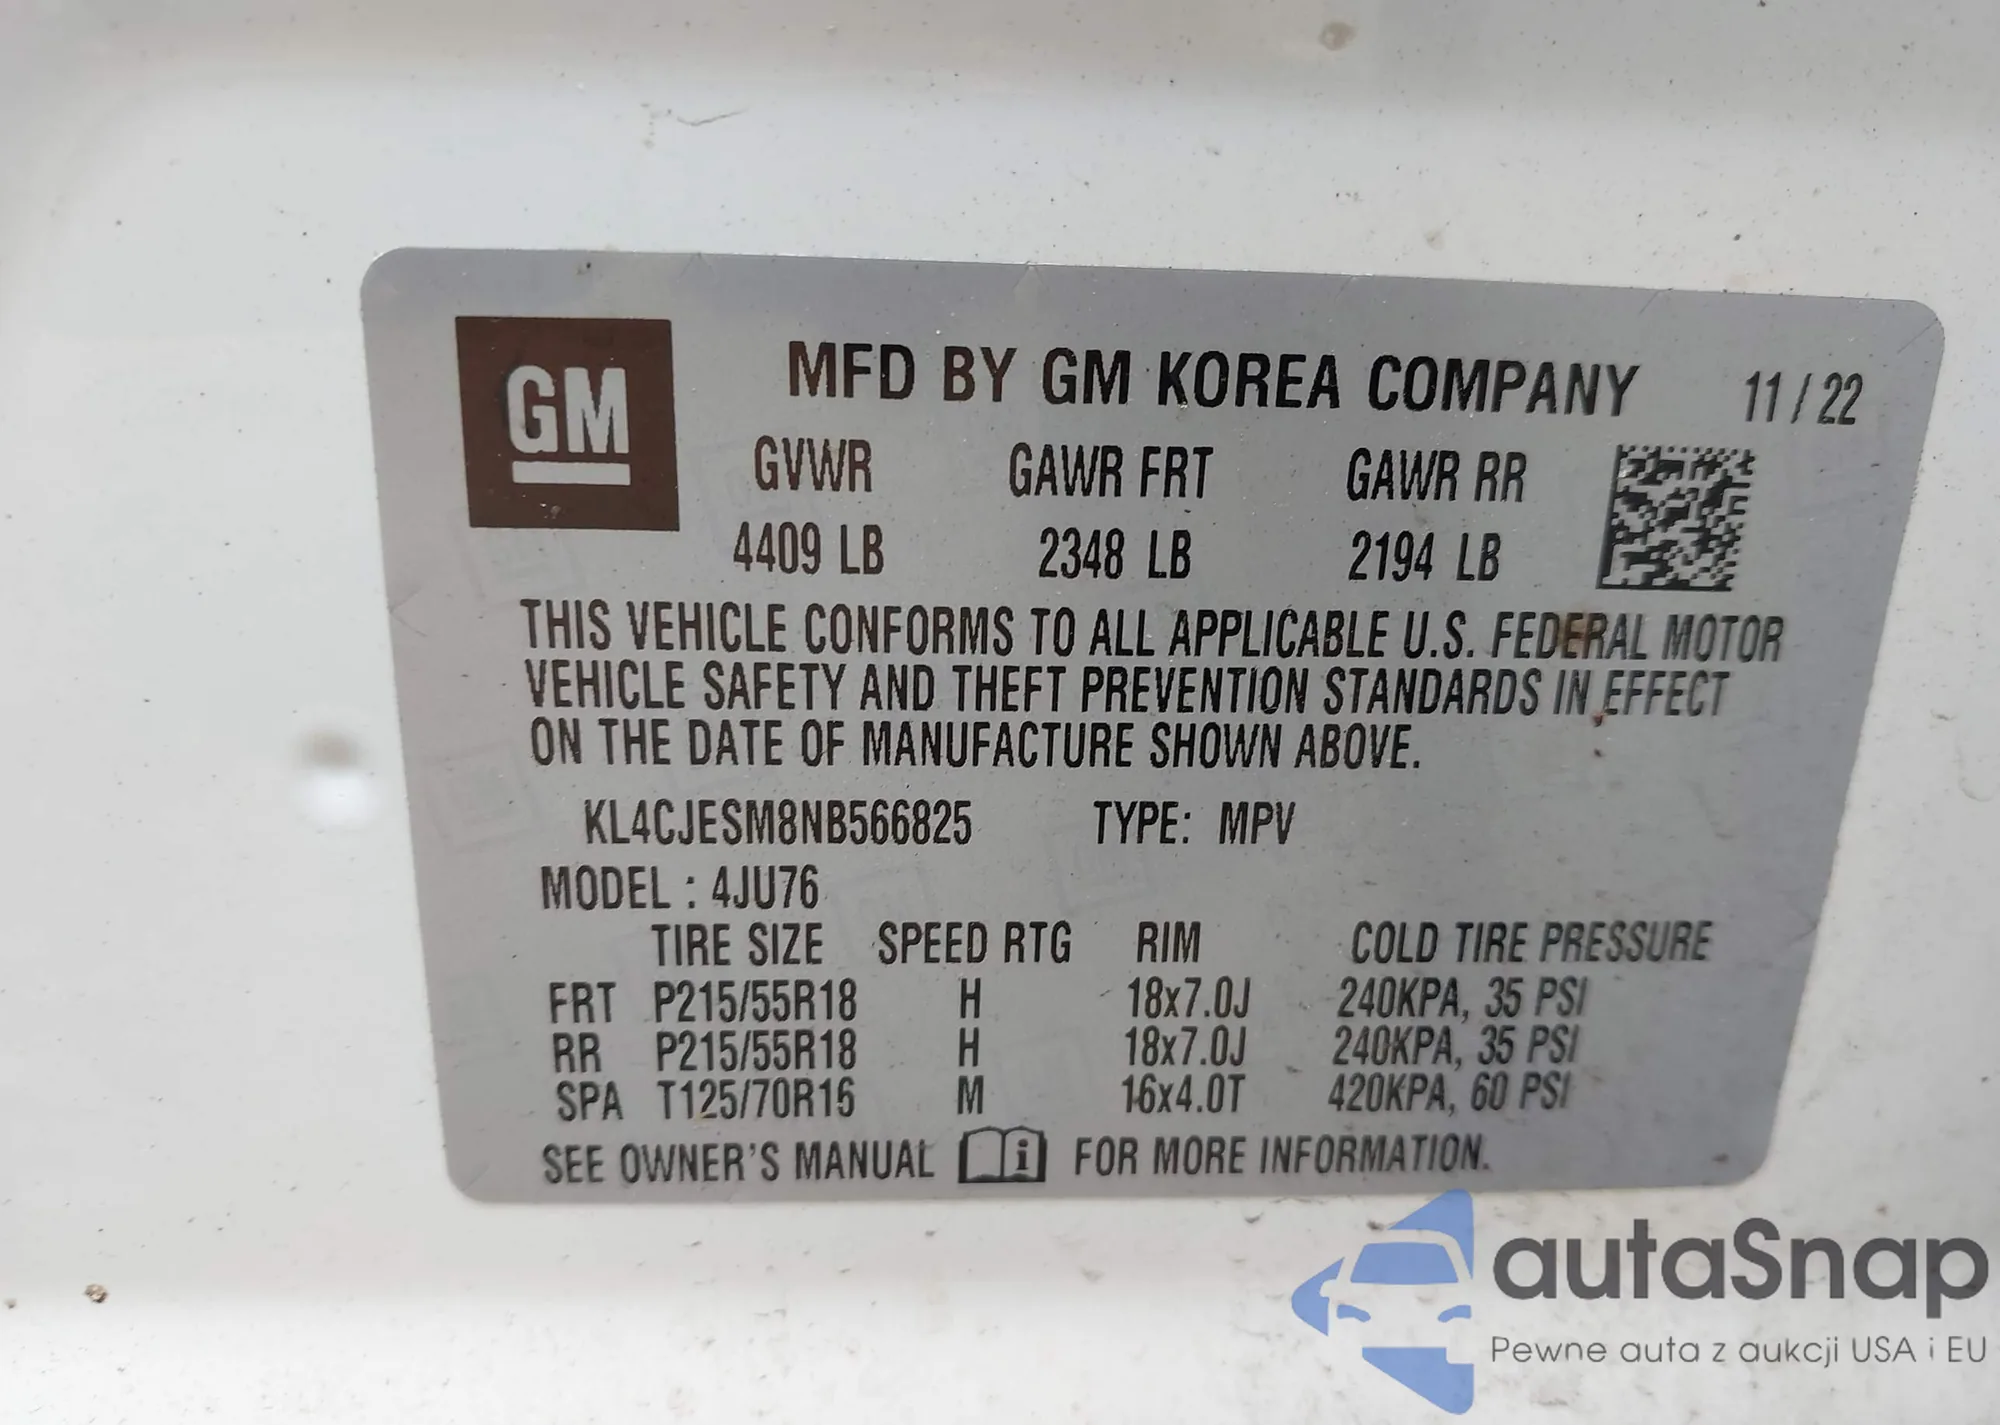 GM
MFD BY GM KOREA COMPANY 11/22
GVWR GAWR FRT GAWR RR
4409 LB 2348 LB 2194 LB
THIS VEHICLE CONFORMS TO ALL APPLICABLE U.S. FEDERAL MOTOR
VEHICLE SAFETY AND THEFT PREVENTION STANDARDS IN EFFECT
ON THE DATE OF MANUFACTURE SHOWN ABOVE.
KL4CJESM8NB566825 TYPE: MPV
MODEL : 4JU76
TIRE SIZE SPEED RTG RIM COLD TIRE PRESSURE
FRT P215/55R18 H 18x7.0J 240KPA, 35 PSI
RR P215/55R18 H 18x7.0J 240KPA, 35 PSI
SPA T125/70R16 M 16x4.0T 420KPA, 60 PSI
SEE OWNER'S MANUAL i FOR MORE INFORMATION.
autaSnap
Pewne auta z aukcji USA i EU